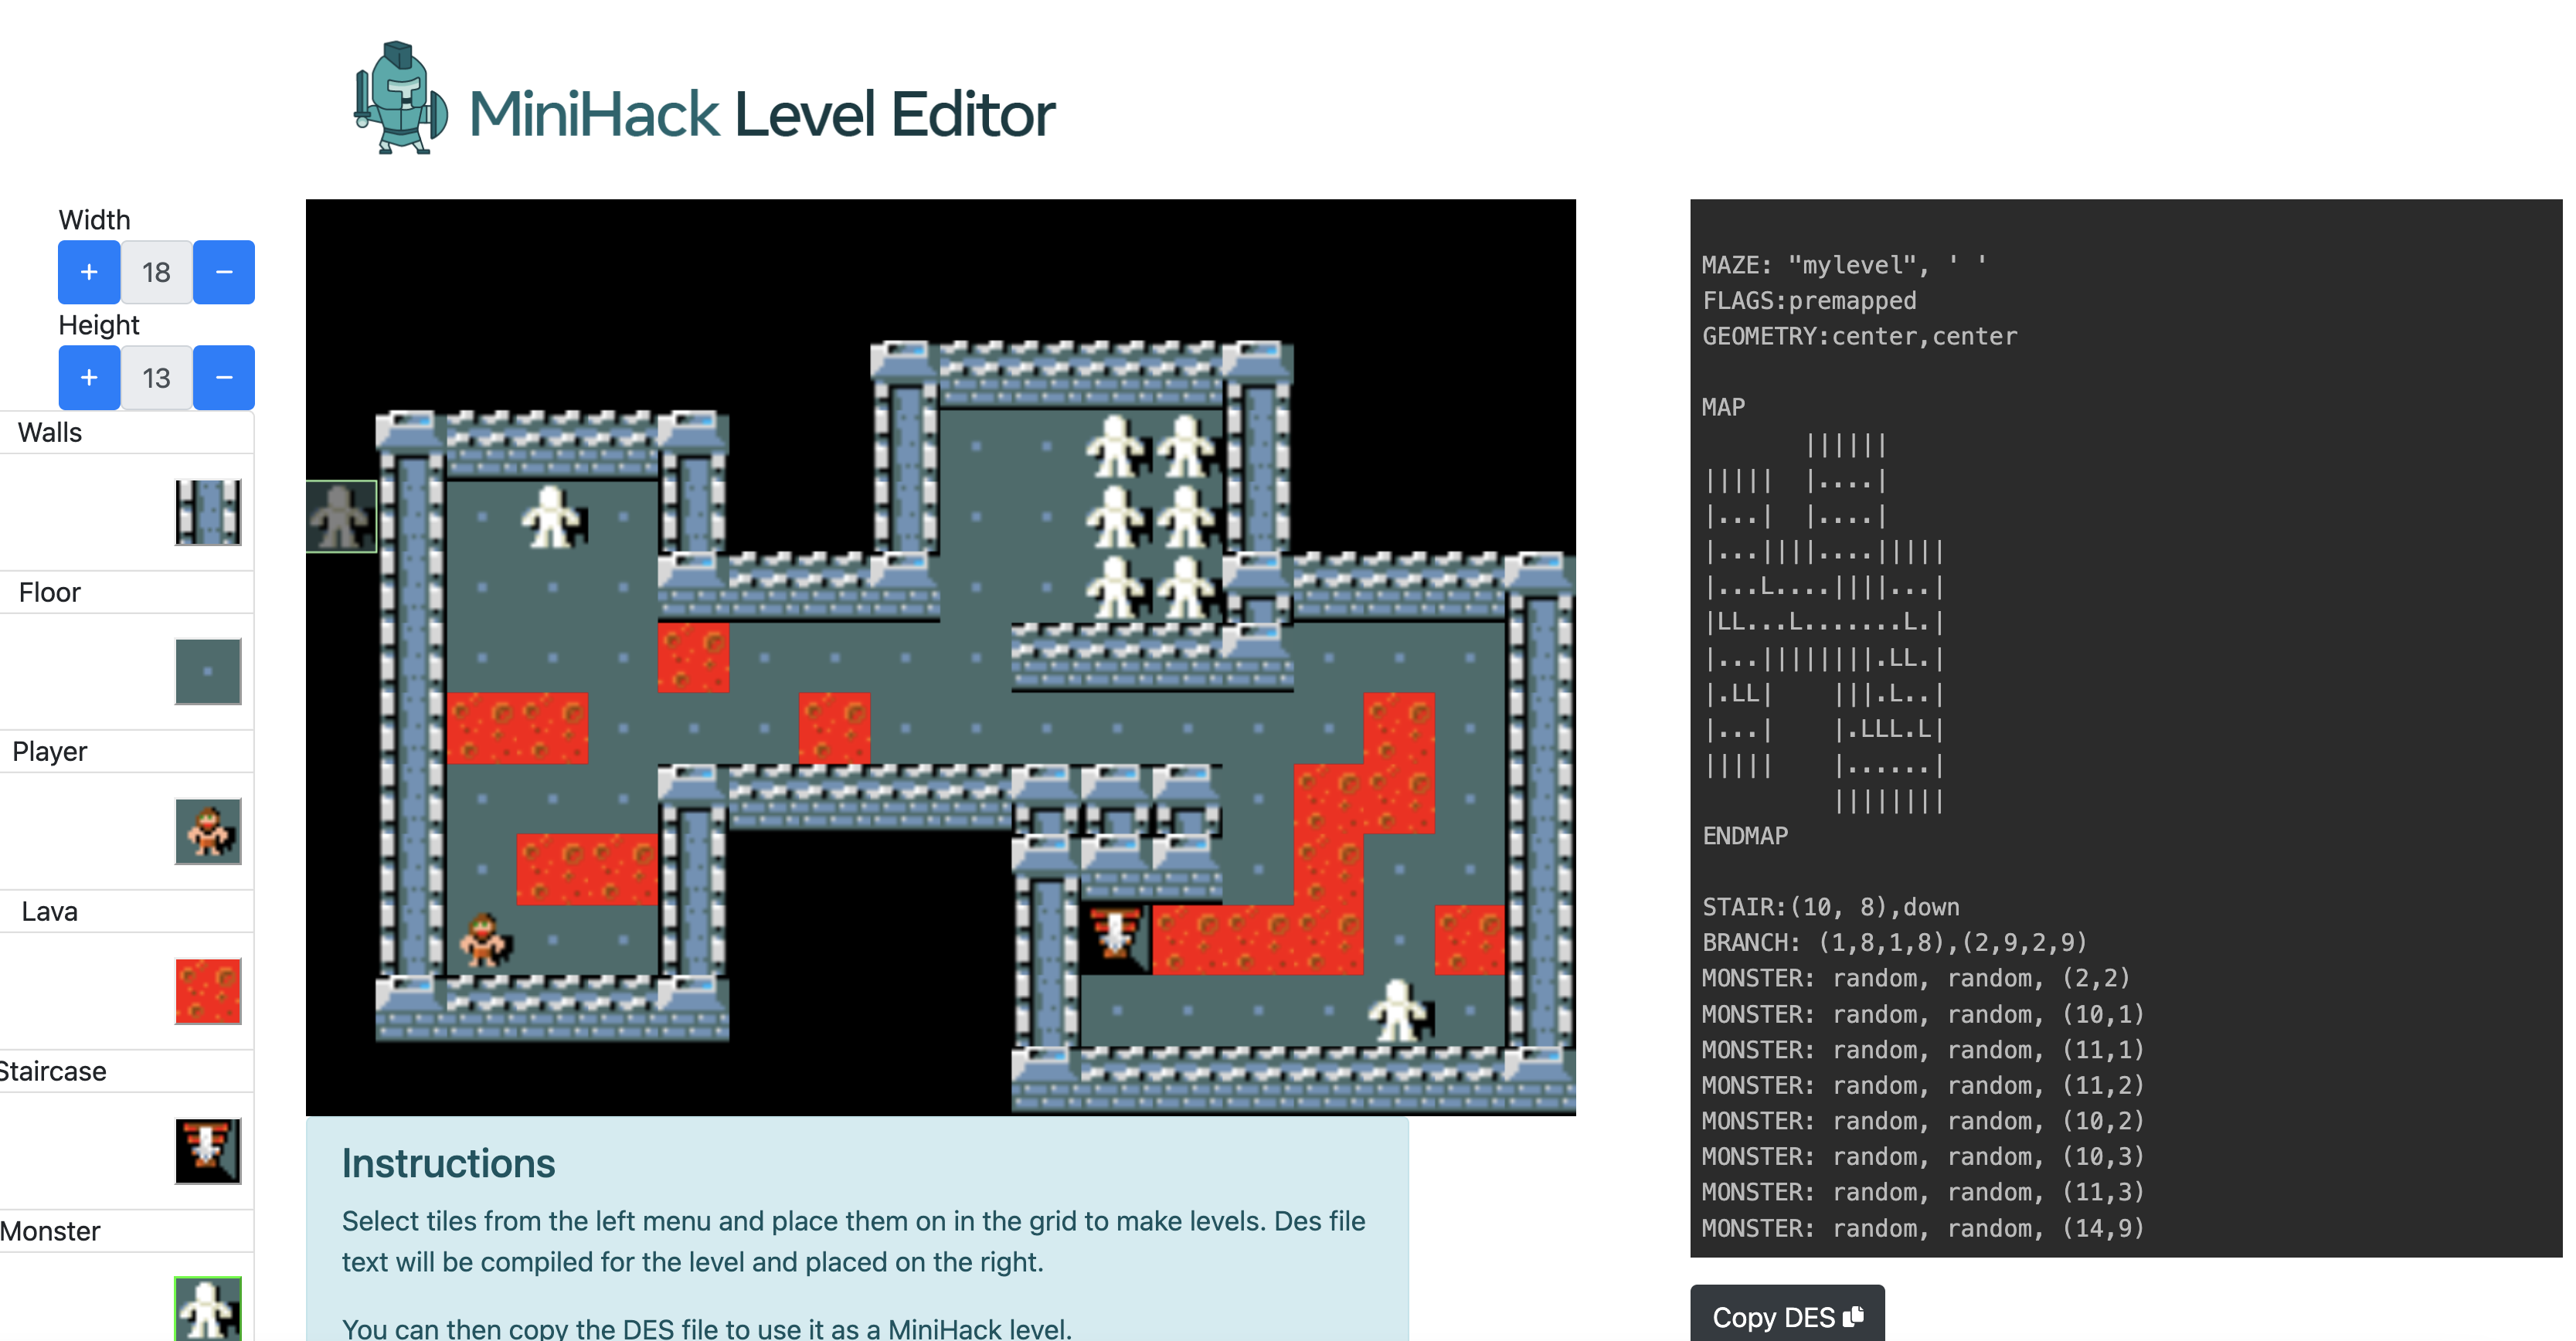 MiniHack Level Editor
Width
+ 18 −
Height
+ 13 −
Walls
Floor
Player
Lava
Staircase
Monster
Instructions
Select tiles from the left menu and place them on in the grid to make levels. Des file
text will be compiled for the level and placed on the right.
You can then copy the DES file to use it as a MiniHack level.
MAZE: "mylevel", ' '
FLAGS:premapped
GEOMETRY:center,center
MAP
       ||||||
|||||  |....|
|...|  |....|
|...||||....|||||
|...L....||||...|
|LL...L.......L.|
|...||||||||.LL.|
|.LL|    |||.L..|
|...|    |.LLL.L|
|||||    |......|
         ||||||||
ENDMAP
STAIR:(10, 8),down
BRANCH: (1,8,1,8),(2,9,2,9)
MONSTER: random, random, (2,2)
MONSTER: random, random, (10,1)
MONSTER: random, random, (11,1)
MONSTER: random, random, (11,2)
MONSTER: random, random, (10,2)
MONSTER: random, random, (10,3)
MONSTER: random, random, (11,3)
MONSTER: random, random, (14,9)
Copy DES